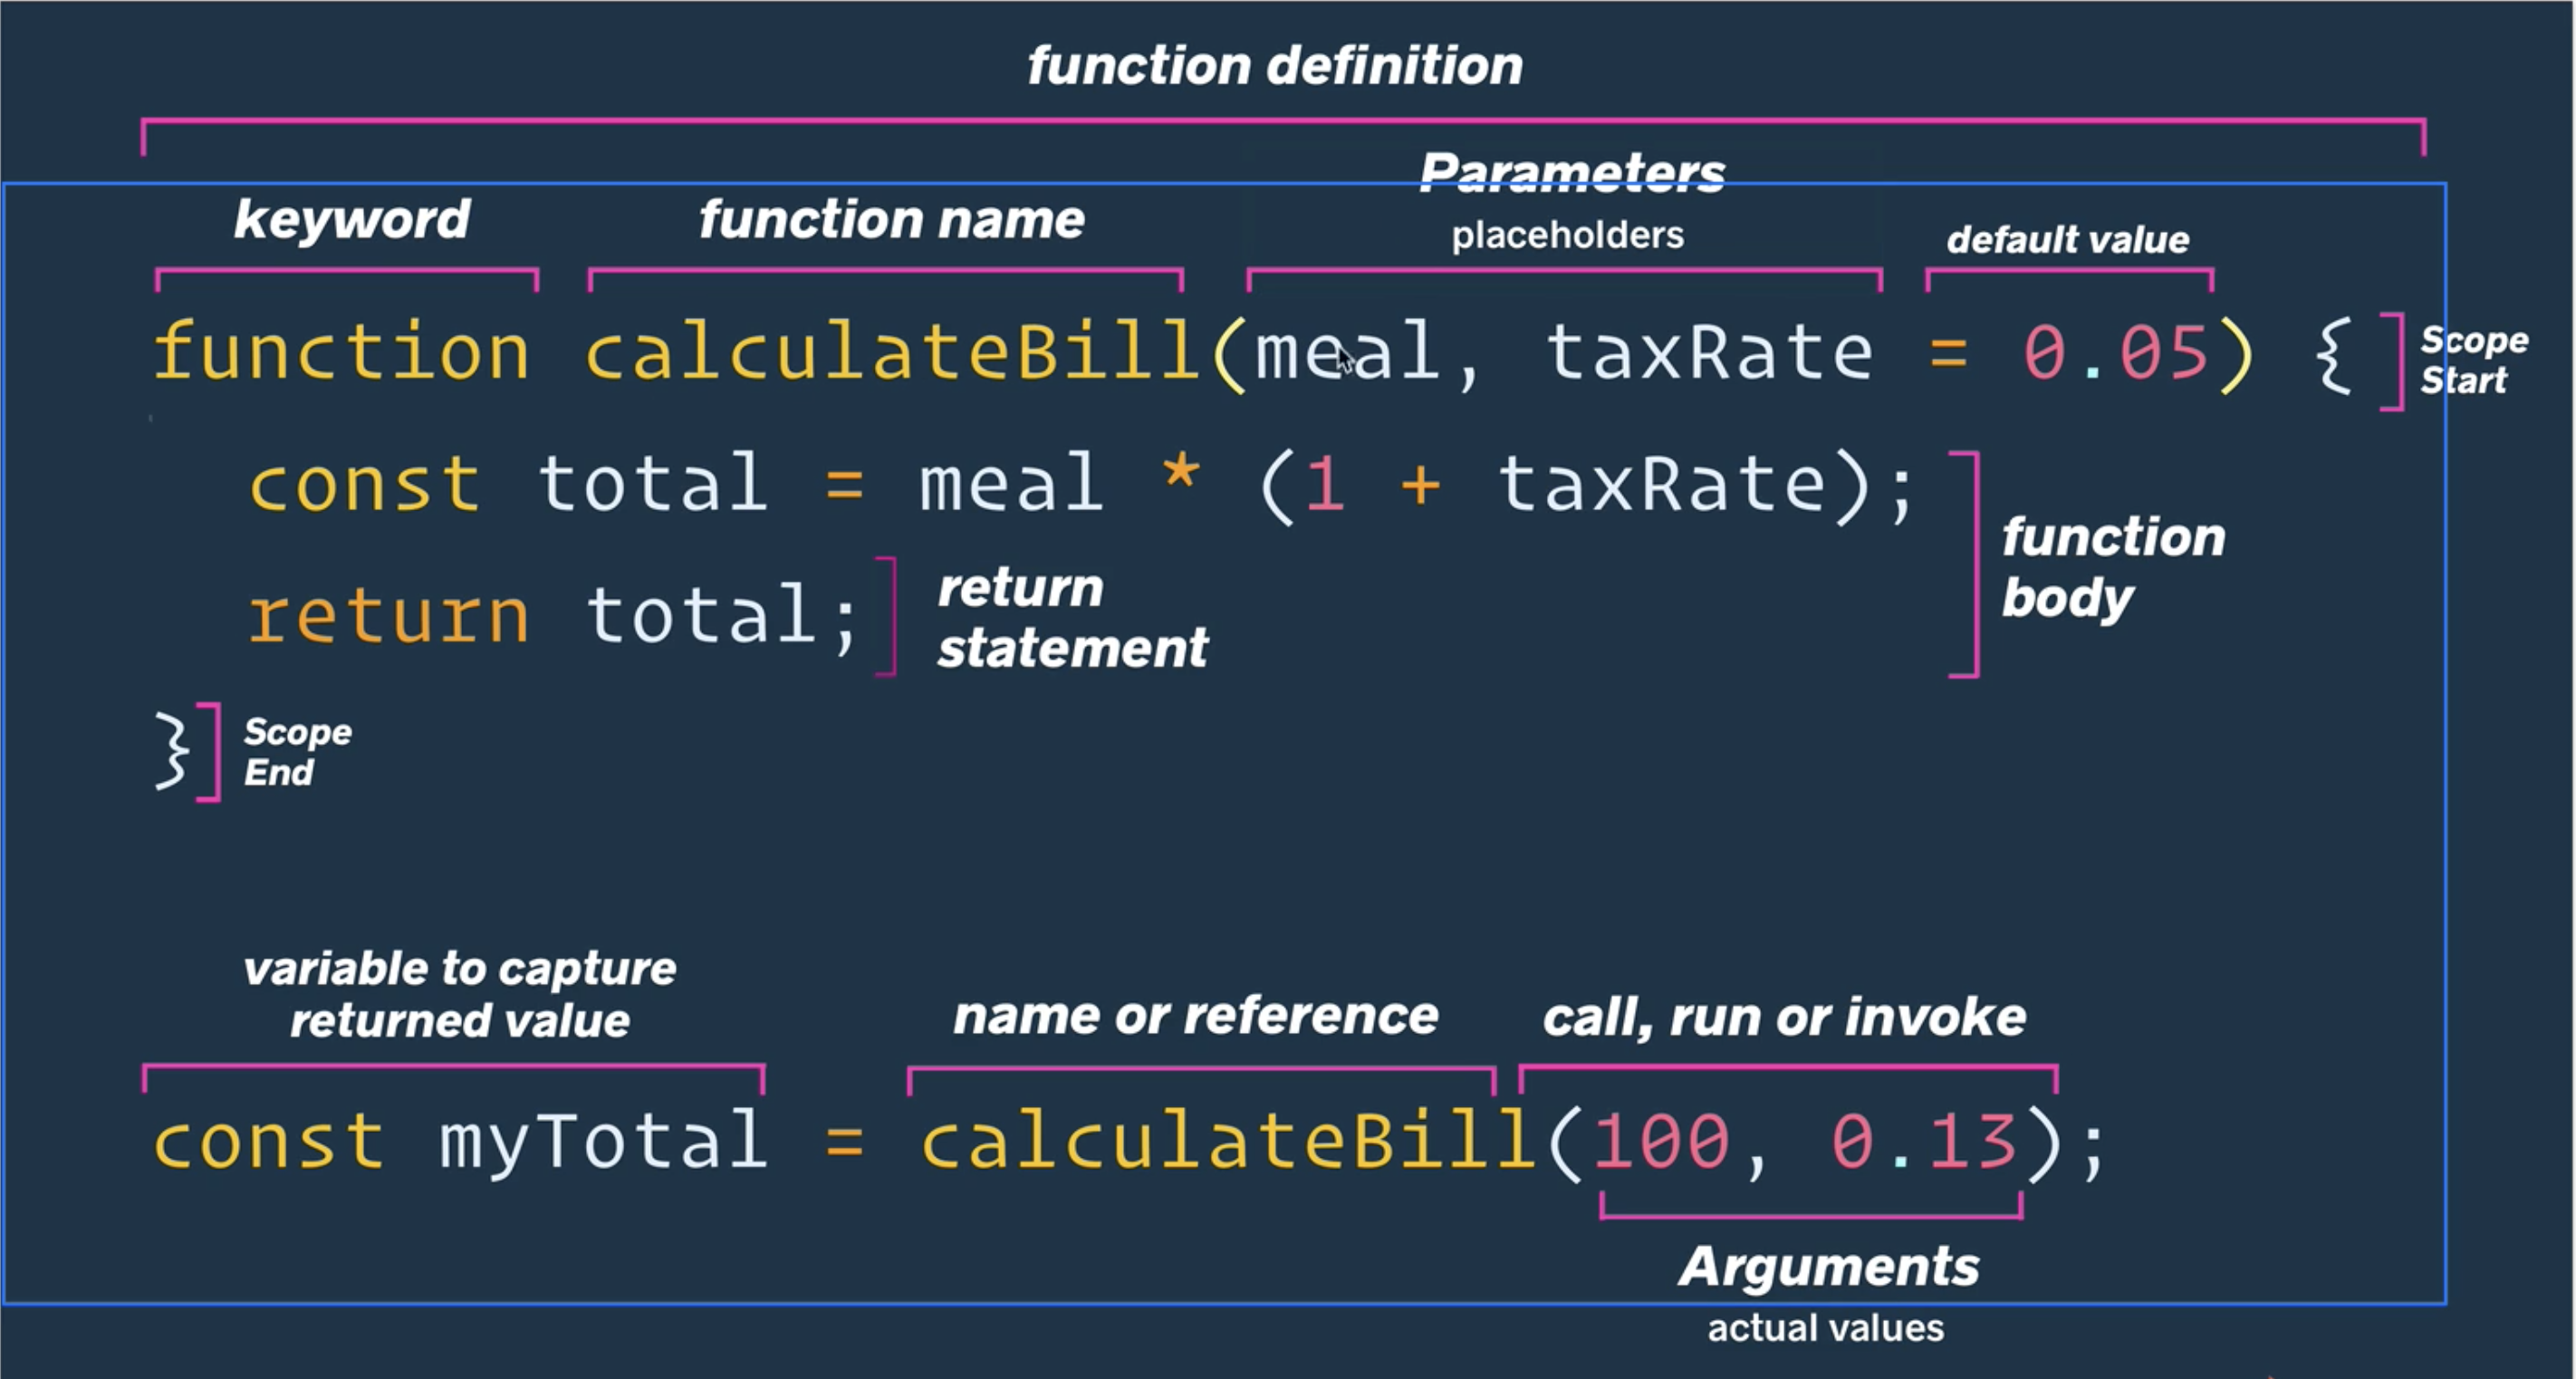 function definition
Parameters
keyword
function name
placeholders
default value
function calculateBill(meal, taxRate = 0.05) {
Scope
Start
const total = meal * (1 + taxRate);
function
body
return total;
return
statement
}
Scope
End
variable to capture
returned value
name or reference
call, run or invoke
const myTotal = calculateBill(100, 0.13);
Arguments
actual values